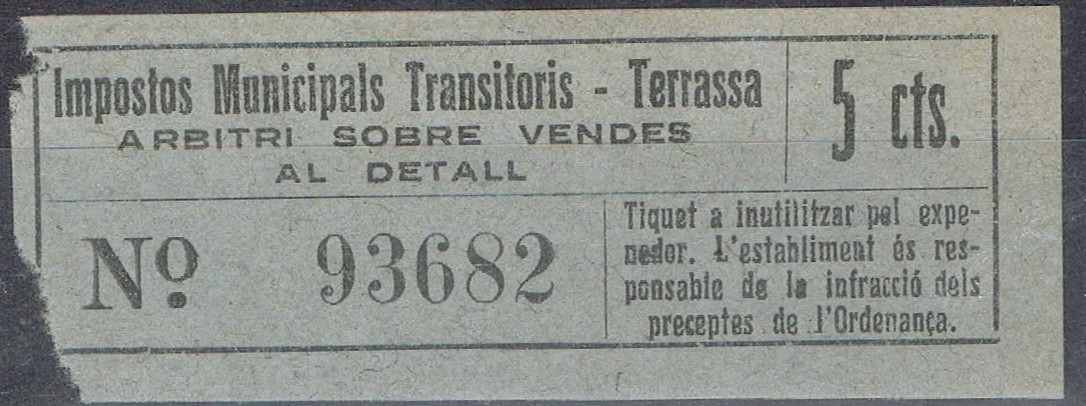 Impostos Municipals Transitoris - Terrassa
ARBITRI SOBRE VENDES
AL DETALL
5 cts.
Nº 93682
Tiquet a inutilitzar pel expe-
nedor. L'establiment és res-
ponsable de la infracció dels
preceptes de l'Ordenança.